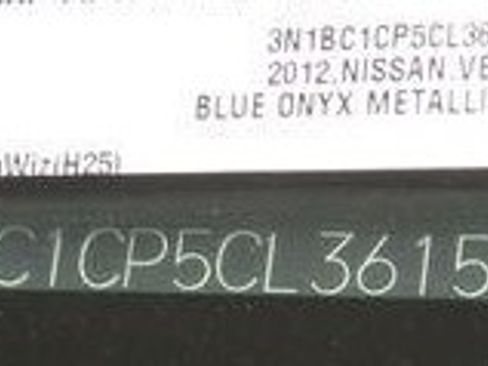 3N1BC1CP5CL36
2012.NISSAN.VE
BLUE ONYX METALLI
Wiz(H25)
C1CP5CL3615